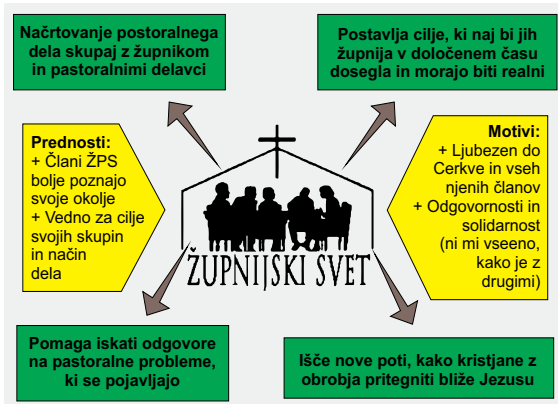 Načrtovanje postoralnega
dela skupaj z župnikom
in pastoralnimi delavci
Postavlja cilje, ki naj bi jih
župnija v določenem času
dosegla in morajo biti realni
Prednosti:
+ Člani ŽPS
bolje poznajo
svoje okolje
+ Vedno za cilje
svojih skupin
in način
dela
Motivi:
+ Ljubezen do
Cerkve in vseh
njenih članov
+ Odgovornosti in
solidarnost
(ni mi vseeno,
kako je z
drugimi)
ŽUPNIJSKI SVET
Pomaga iskati odgovore
na pastoralne probleme,
ki se pojavljajo
Išče nove poti, kako kristjane z
obrobja pritegniti bliže Jezusu